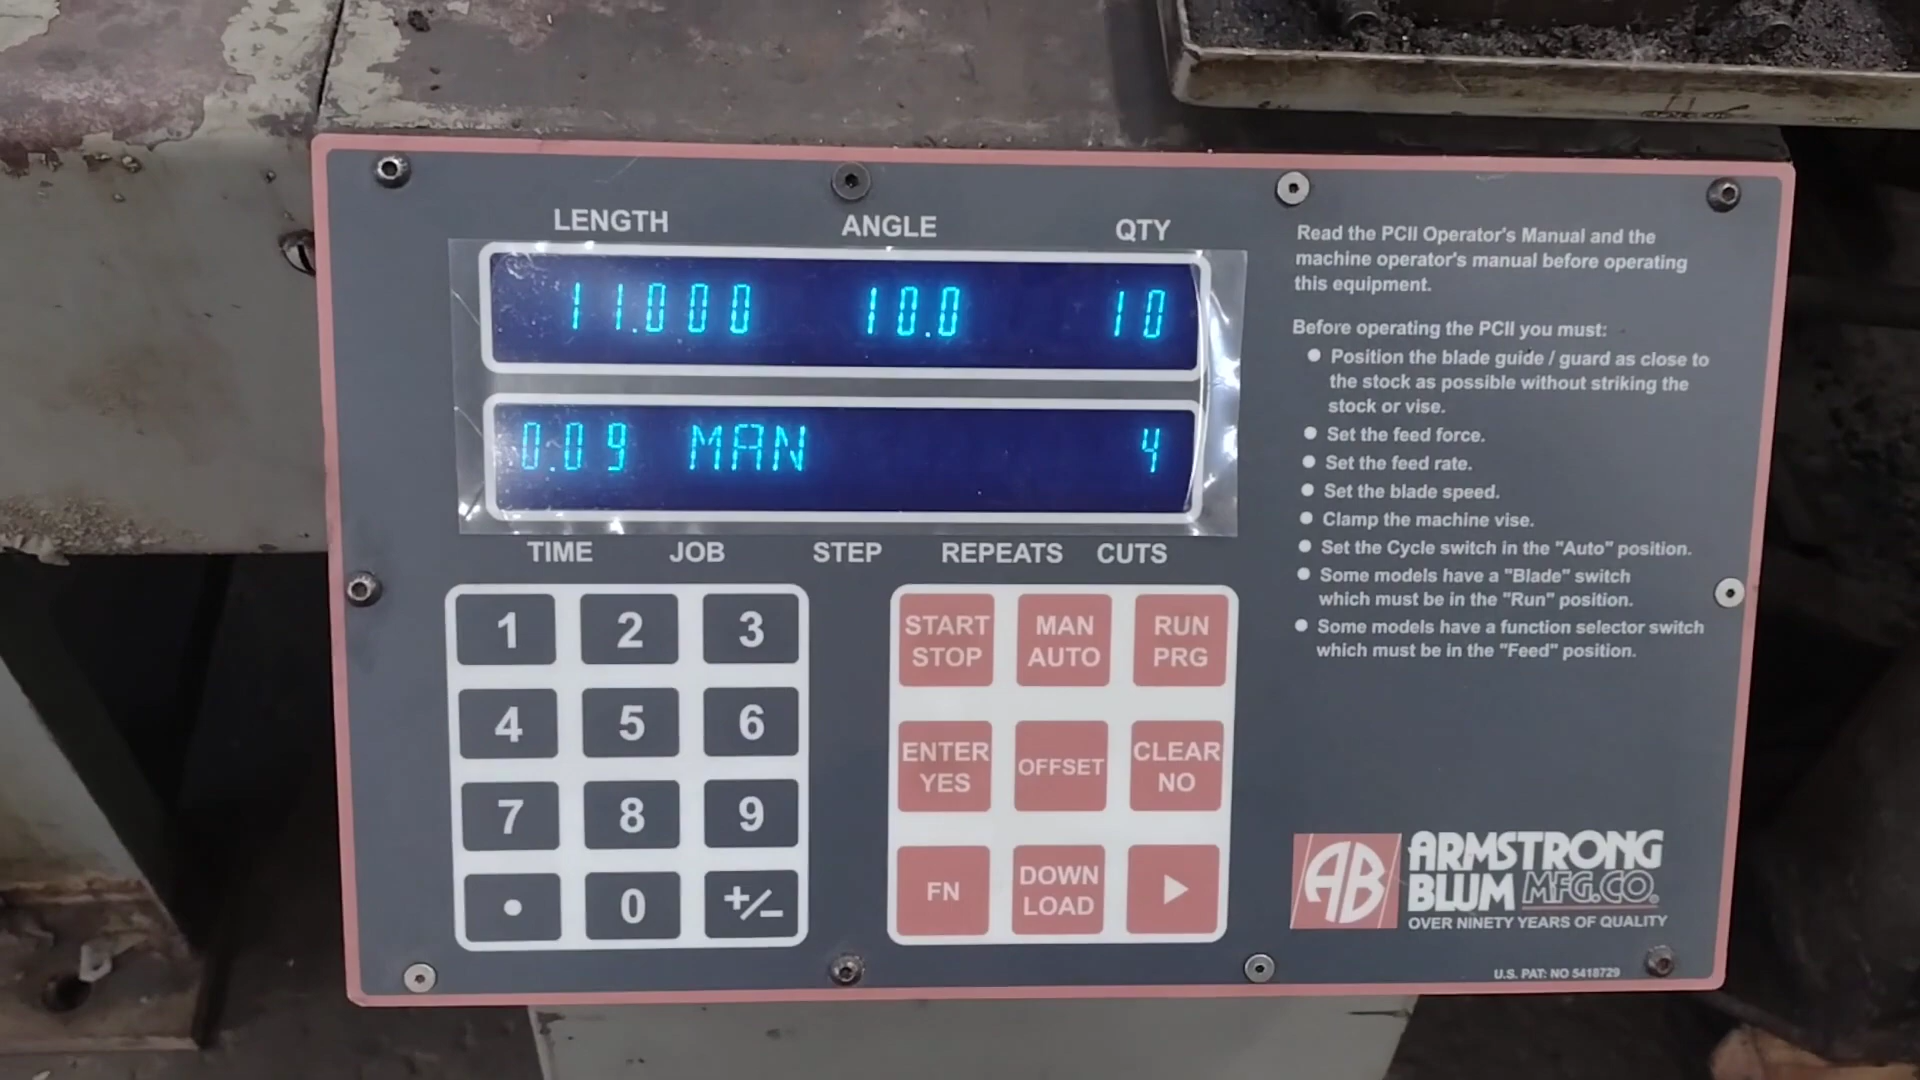 LENGTH ANGLE QTY
11.000 10.0 10
0.09 MAN 4
TIME JOB STEP REPEATS CUTS
1 2 3
4 5 6
7 8 9
. 0 +/-
START STOP
MAN AUTO
RUN PRG
ENTER YES
OFFSET
CLEAR NO
FN
DOWN LOAD
Read the PCII Operator's Manual and the
machine operator's manual before operating
this equipment.
Before operating the PCII you must:
● Position the blade guide / guard as close to
the stock as possible without striking the
stock or vise.
● Set the feed force.
● Set the feed rate.
● Set the blade speed.
● Clamp the machine vise.
● Set the Cycle switch in the "Auto" position.
● Some models have a "Blade" switch
which must be in the "Run" position.
● Some models have a function selector switch
which must be in the "Feed" position.
AB
ARMSTRONG
BLUM MFG.CO.
OVER NINETY YEARS OF QUALITY
U.S. PAT: NO 5418729